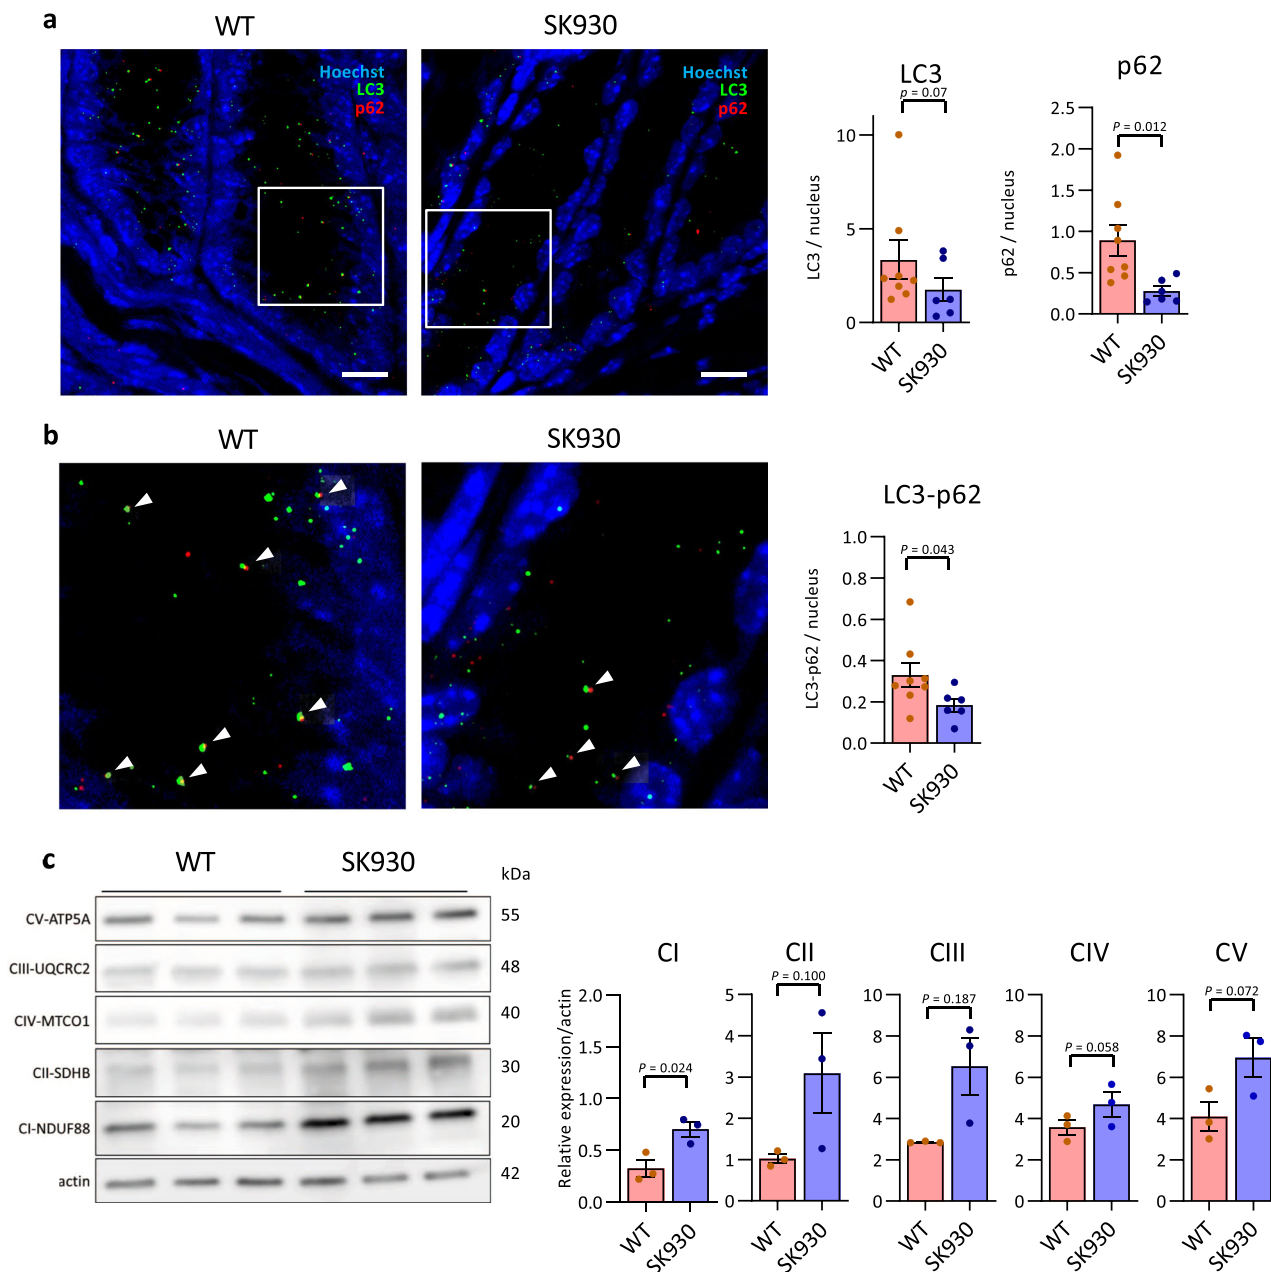 a
WT
SK930
Hoechst
LC3
p62
Hoechst
LC3
p62
LC3
p = 0.07
LC3 / nucleus
10
5
0
WT
SK930
p62
P = 0.012
p62 / nucleus
2.5
2.0
1.5
1.0
0.5
0.0
WT
SK930
b
WT
SK930
LC3-p62
P = 0.043
LC3-p62 / nucleus
1.0
0.8
0.6
0.4
0.2
0.0
WT
SK930
c
WT
SK930
kDa
CV-ATP5A
55
CIII-UQCRC2
48
CIV-MTCO1
40
CII-SDHB
30
CI-NDUF88
20
actin
42
Relative expression/actin
CI
P = 0.024
2.0
1.5
1.0
0.5
0.0
WT
SK930
CII
P = 0.100
5
4
3
2
1
0
WT
SK930
CIII
P = 0.187
10
8
6
4
2
0
WT
SK930
CIV
P = 0.058
10
8
6
4
2
0
WT
SK930
CV
P = 0.072
10
8
6
4
2
0
WT
SK930